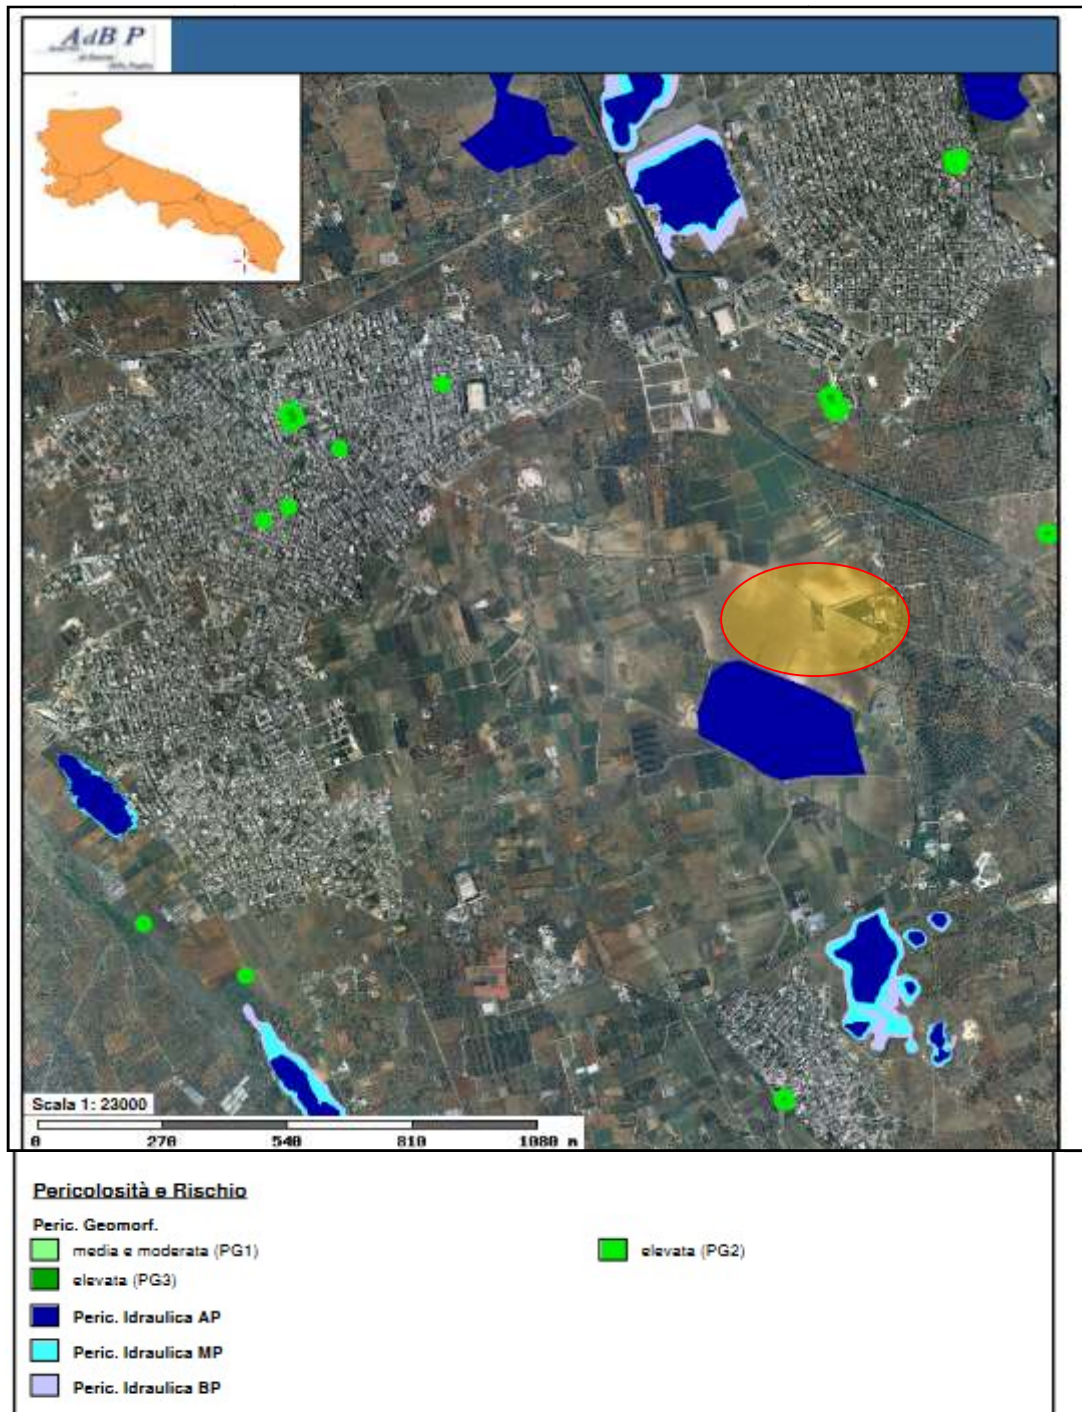 AdB P
Scala 1: 23000
0 270 540 810 1080 m
Pericolosità e Rischio
Peric. Geomorf.
media e moderata (PG1)
elevata (PG2)
elevata (PG3)
Peric. Idraulica AP
Peric. Idraulica MP
Peric. Idraulica BP